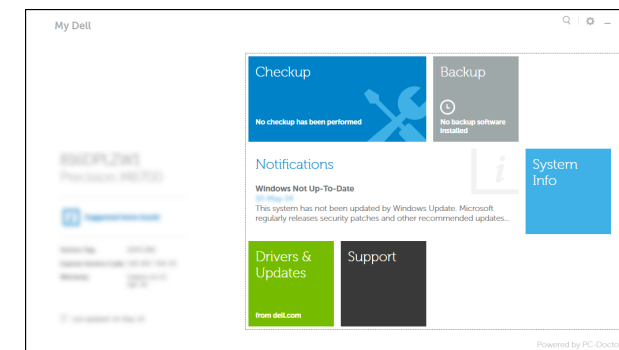 My Dell
Checkup
No checkup has been performed
Backup
No backup software
installed
Notifications
Windows Not Up-To-Date
This system has not been updated by Windows Update. Microsoft
regularly releases security patches and other recommended updates...
System
Info
Drivers &
Updates
from dell.com
Support
Powered by PC-Docto